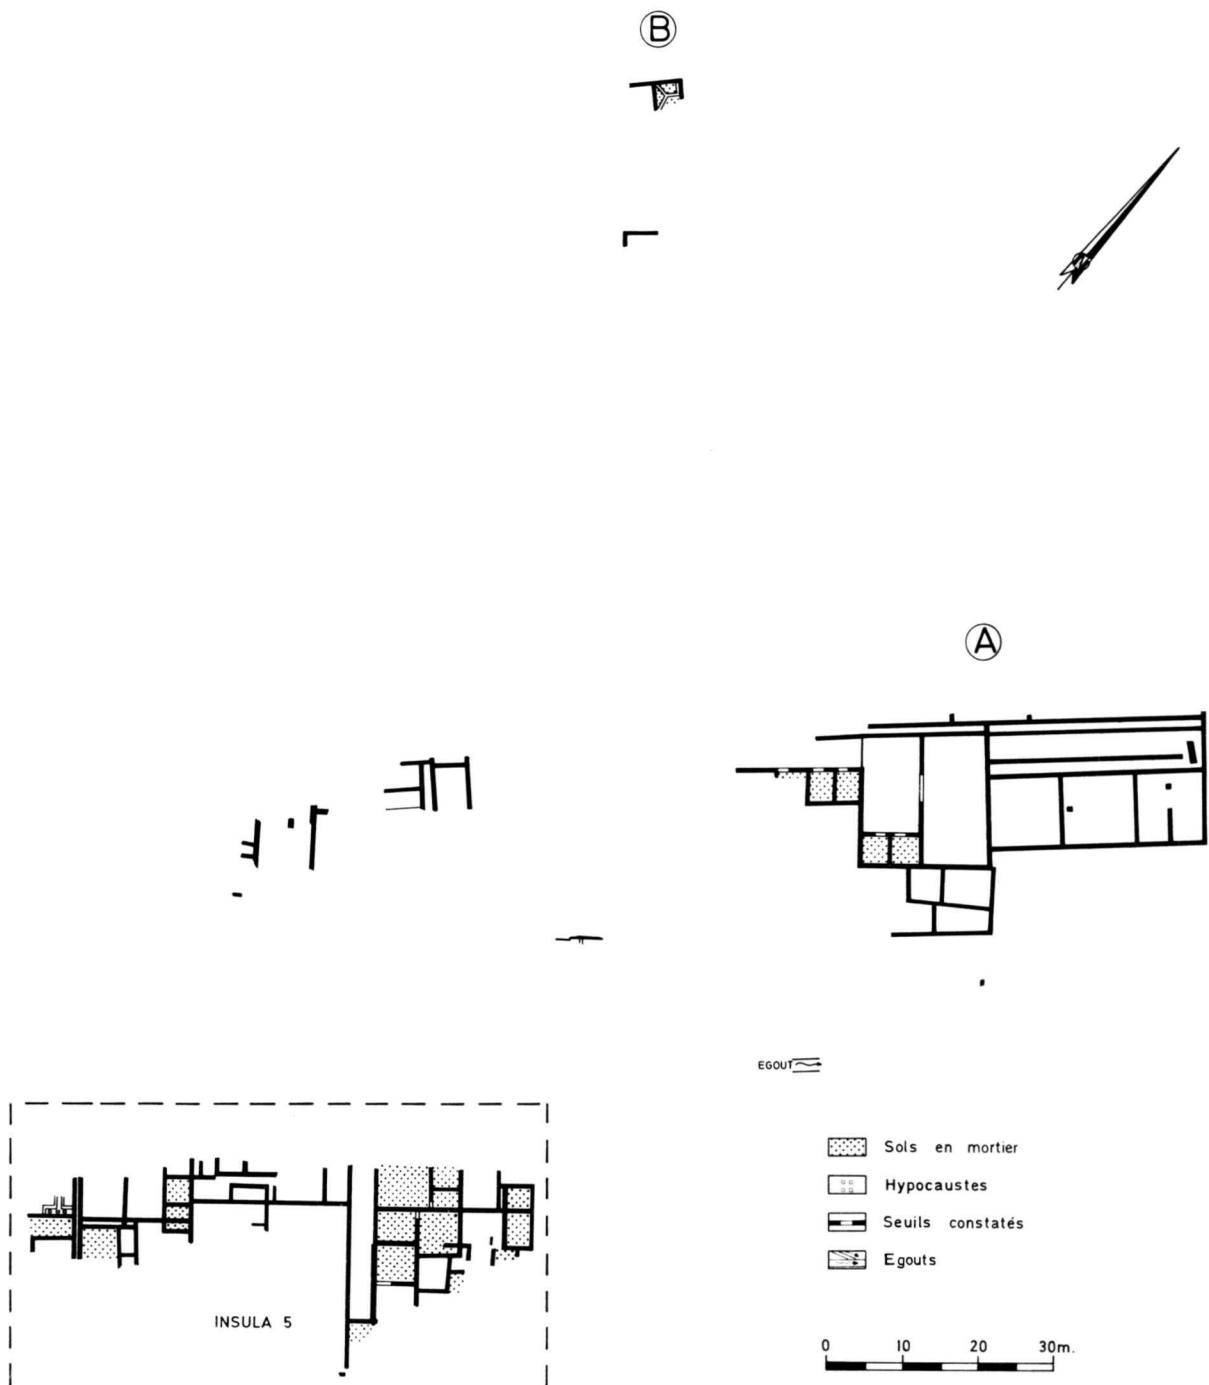 B
A
EGOUT
INSULA 5
Sols en mortier
Hypocaustes
Seuils constatés
Egouts
0 10 20 30m.